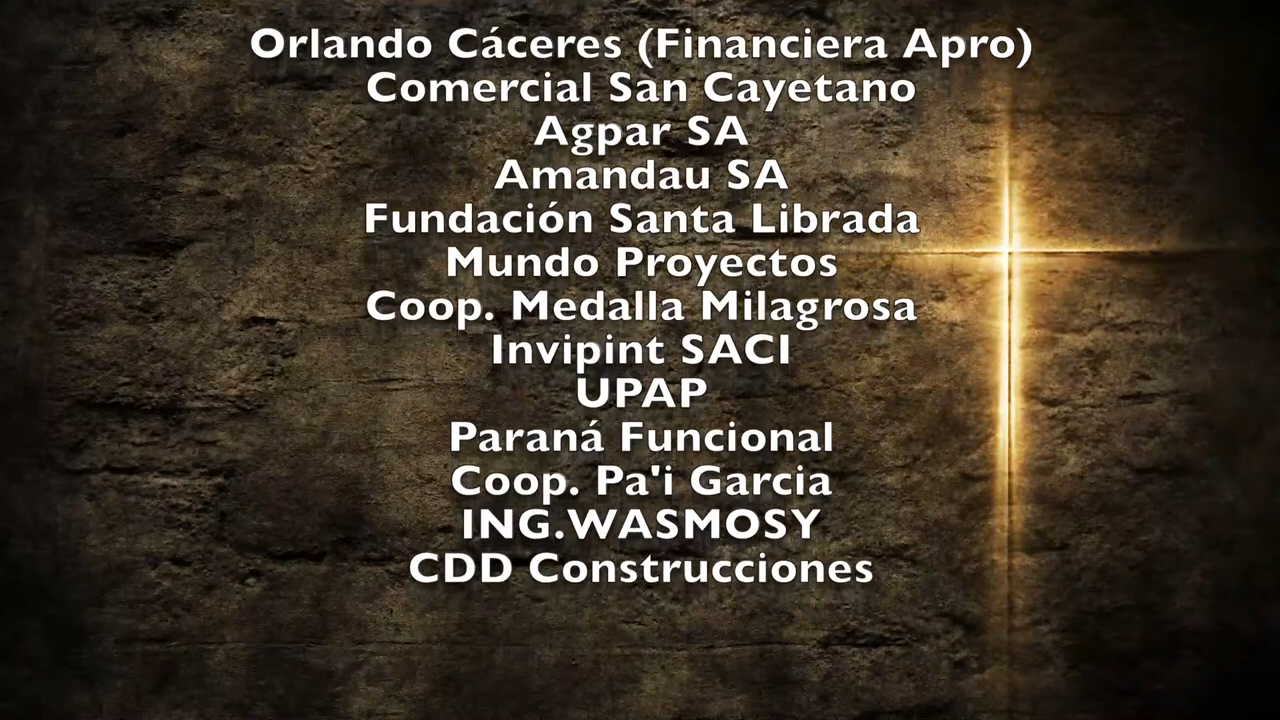 Orlando Cáceres (Financiera Apro)
Comercial San Cayetano
Agpar SA
Amandau SA
Fundación Santa Librada
Mundo Proyectos
Coop. Medalla Milagrosa
Invipint SACI
UPAP
Paraná Funcional
Coop. Pa'i Garcia
ING.WASMOSY
CDD Construcciones